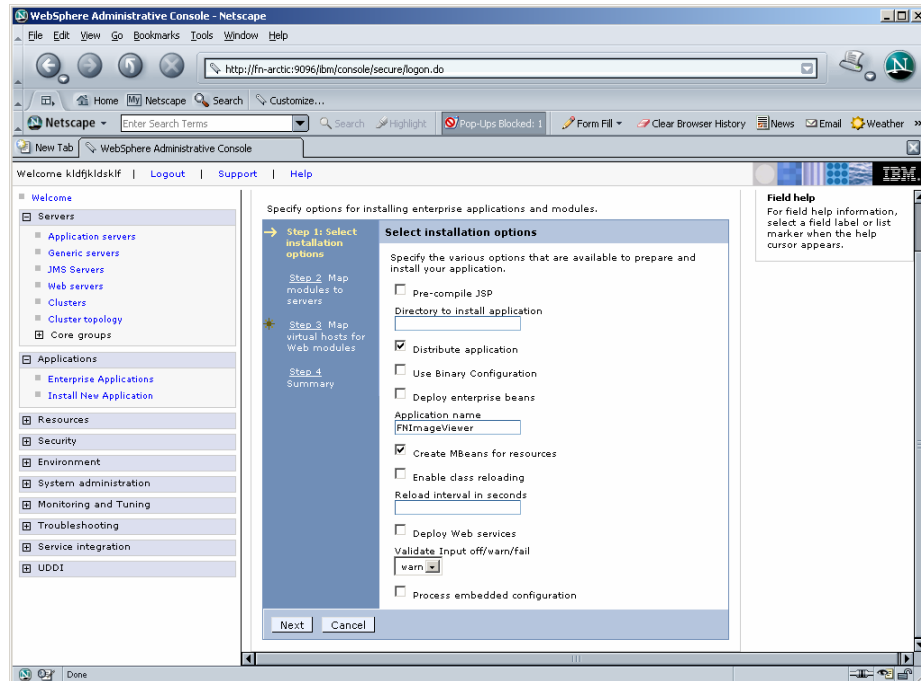 WebSphere Administrative Console - Netscape
File Edit View Go Bookmarks Tools Window Help
http://fn-arctic:9096/ibm/console/secure/logon.do
Home My Netscape Search Customize...
Netscape Enter Search Terms Search Highlight Pop-Ups Blocked: 1 Form Fill Clear Browser History News Email Weather »
New Tab WebSphere Administrative Console
Welcome kldfjkldsklf | Logout | Support | Help
IBM.
Welcome
Servers
Application servers
Generic servers
JMS Servers
Web servers
Clusters
Cluster topology
Core groups
Applications
Enterprise Applications
Install New Application
Resources
Security
Environment
System administration
Monitoring and Tuning
Troubleshooting
Service integration
UDDI
Specify options for installing enterprise applications and modules.
Step 1: Select
installation
options
Step 2 Map
modules to
servers
Step 3 Map
virtual hosts for
Web modules
Step 4
Summary
Select installation options
Specify the various options that are available to prepare and
install your application.
Pre-compile JSP
Directory to install application
Distribute application
Use Binary Configuration
Deploy enterprise beans
Application name
FNImageViewer
Create MBeans for resources
Enable class reloading
Reload interval in seconds
Deploy Web services
Validate Input off/warn/fail
warn
Process embedded configuration
Next Cancel
Field help
For field help information,
select a field label or list
marker when the help
cursor appears.
Done